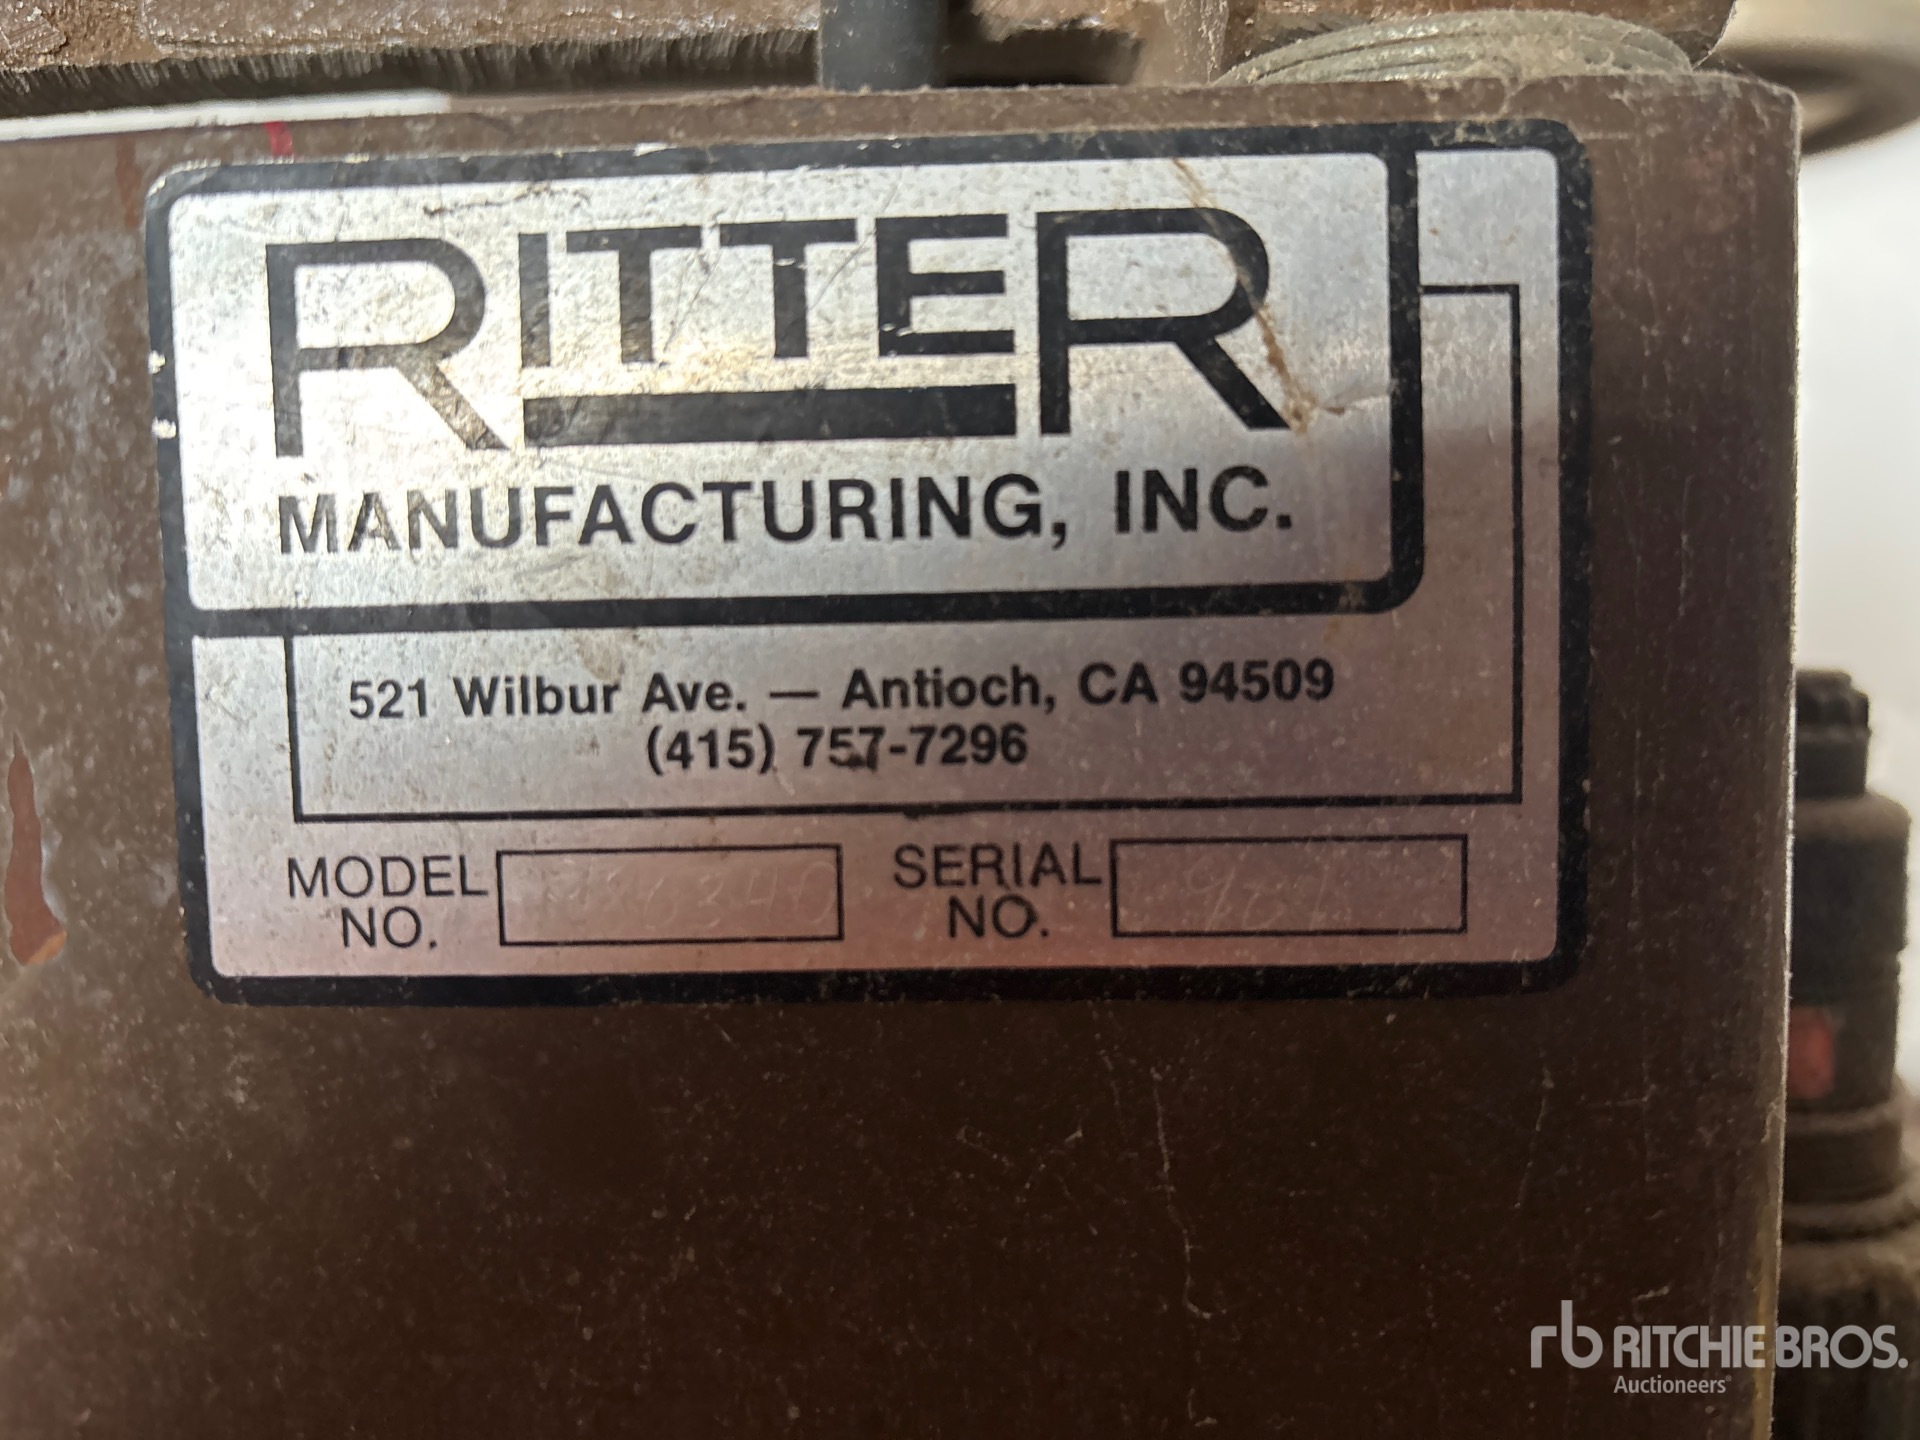 RITTER
MANUFACTURING, INC.
521 Wilbur Ave. — Antioch, CA 94509
(415) 757-7296
MODEL NO.
SERIAL NO.
rb RITCHIE BROS.
Auctioneers